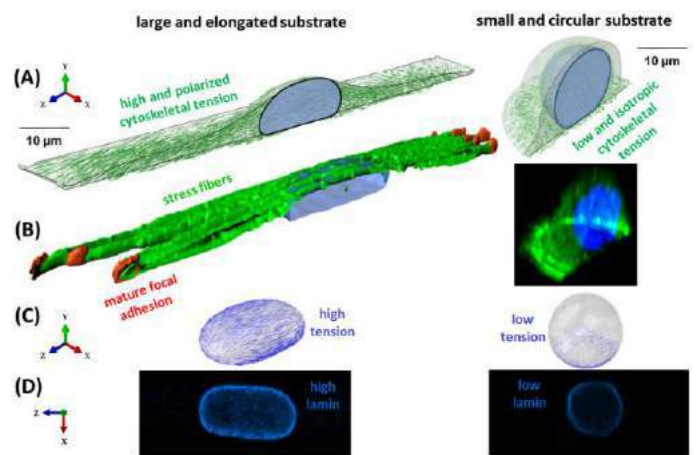 large and elongated substrate
small and circular substrate
(A)
Y
Z
X
high and polarized
cytoskeletal tension
10 µm
10 µm
low and isotropic
cytoskeletal
tension
stress fibers
(B)
mature focal
adhesion
(C)
Y
Z
X
high
tension
low
tension
(D)
Z
X
high
lamin
low
lamin